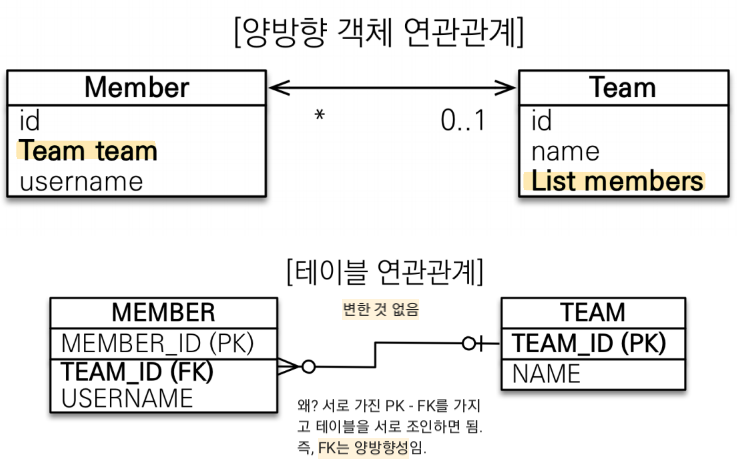 [양방향 객체 연관관계]
Member
Team
id
Team team
username
*
0..1
id
name
List members
[테이블 연관관계]
MEMBER
MEMBER_ID (PK)
TEAM_ID (FK)
USERNAME
변한 것 없음
TEAM
TEAM_ID (PK)
NAME
왜? 서로 가진 PK - FK를 가지
고 테이블을 서로 조인하면 됨.
즉, FK는 양방향성임.